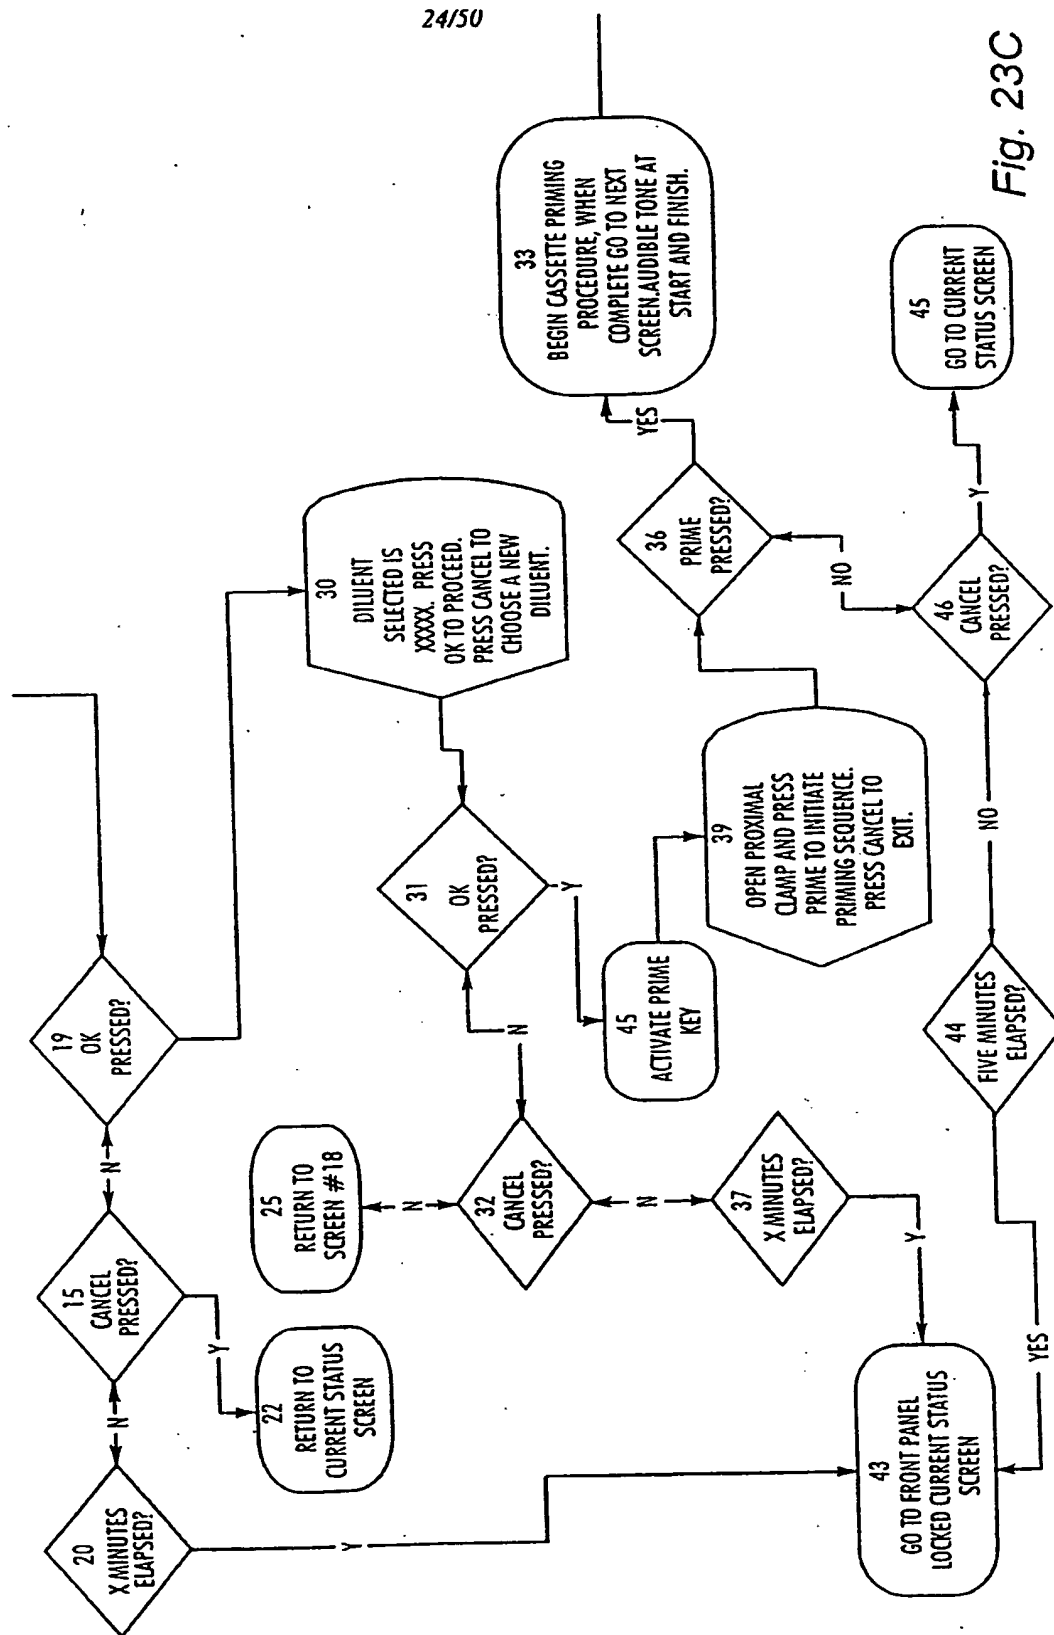 24/50
19
OK
PRESSED?
N
15
CANCEL
PRESSED?
N
20
X MINUTES
ELAPSED?
Y
22
RETURN TO
CURRENT STATUS
SCREEN
Y
30
DILUENT
SELECTED IS
XXXXX. PRESS
OK TO PROCEED.
PRESS CANCEL TO
CHOOSE A NEW
DILUENT.
31
OK
PRESSED?
N
Y
25
RETURN TO
SCREEN #18
N
32
CANCEL
PRESSED?
N
37
X MINUTES
ELAPSED?
Y
45
ACTIVATE PRIME
KEY
39
OPEN PROXIMAL
CLAMP AND PRESS
PRIME TO INITIATE
PRIMING SEQUENCE.
PRESS CANCEL TO
EXIT.
36
PRIME
PRESSED?
YES
NO
33
BEGIN CASSETTE PRIMING
PROCEDURE, WHEN
COMPLETE GO TO NEXT
SCREEN.AUDIBLE TONE AT
START AND FINISH.
46
CANCEL
PRESSED?
Y
45
GO TO CURRENT
STATUS SCREEN
NO
44
FIVE MINUTES
ELAPSED?
YES
43
GO TO FRONT PANEL
LOCKED CURRENT STATUS
SCREEN
Fig. 23C